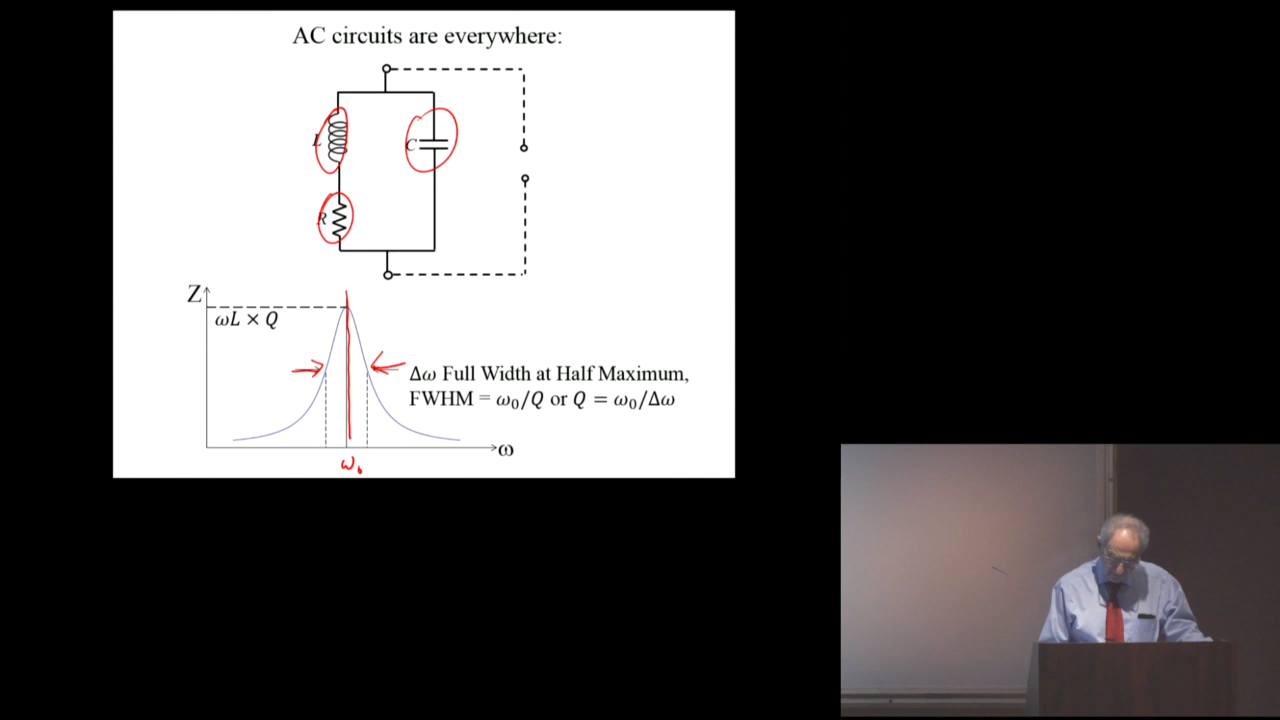 AC circuits are everywhere:
L
C
R
Z
ωL × Q
Δω Full Width at Half Maximum,
FWHM = ω₀/Q or Q = ω₀/Δω
ω
ω₀